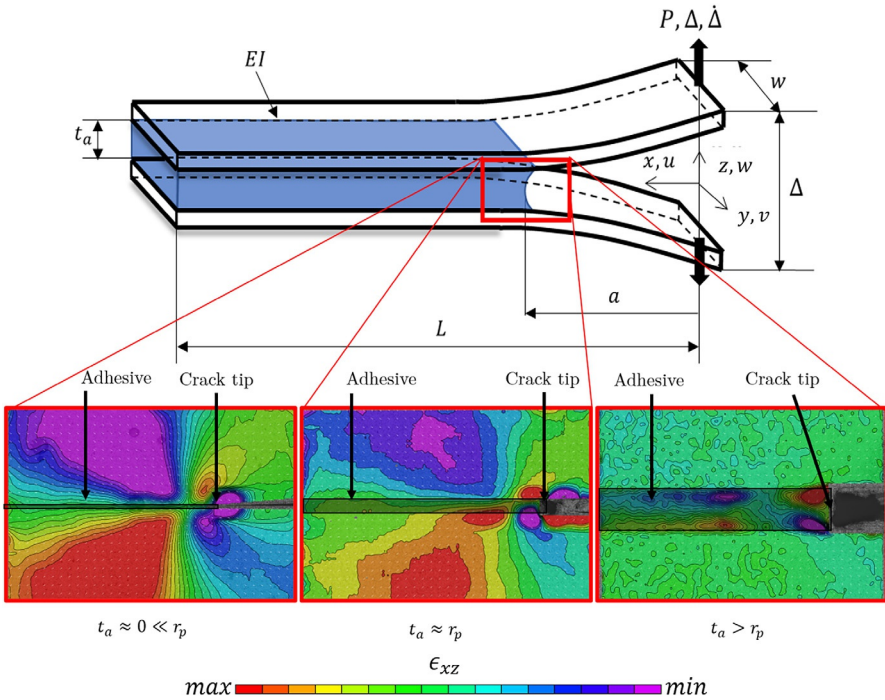 P, Δ, Δ̇
EI
w
t_a
x, u
z, w
Δ
y, v
a
L
Adhesive
Crack tip
Adhesive
Crack tip
Adhesive
Crack tip
t_a ≈ 0 ≪ r_p
t_a ≈ r_p
t_a > r_p
ϵ_xz
max
min